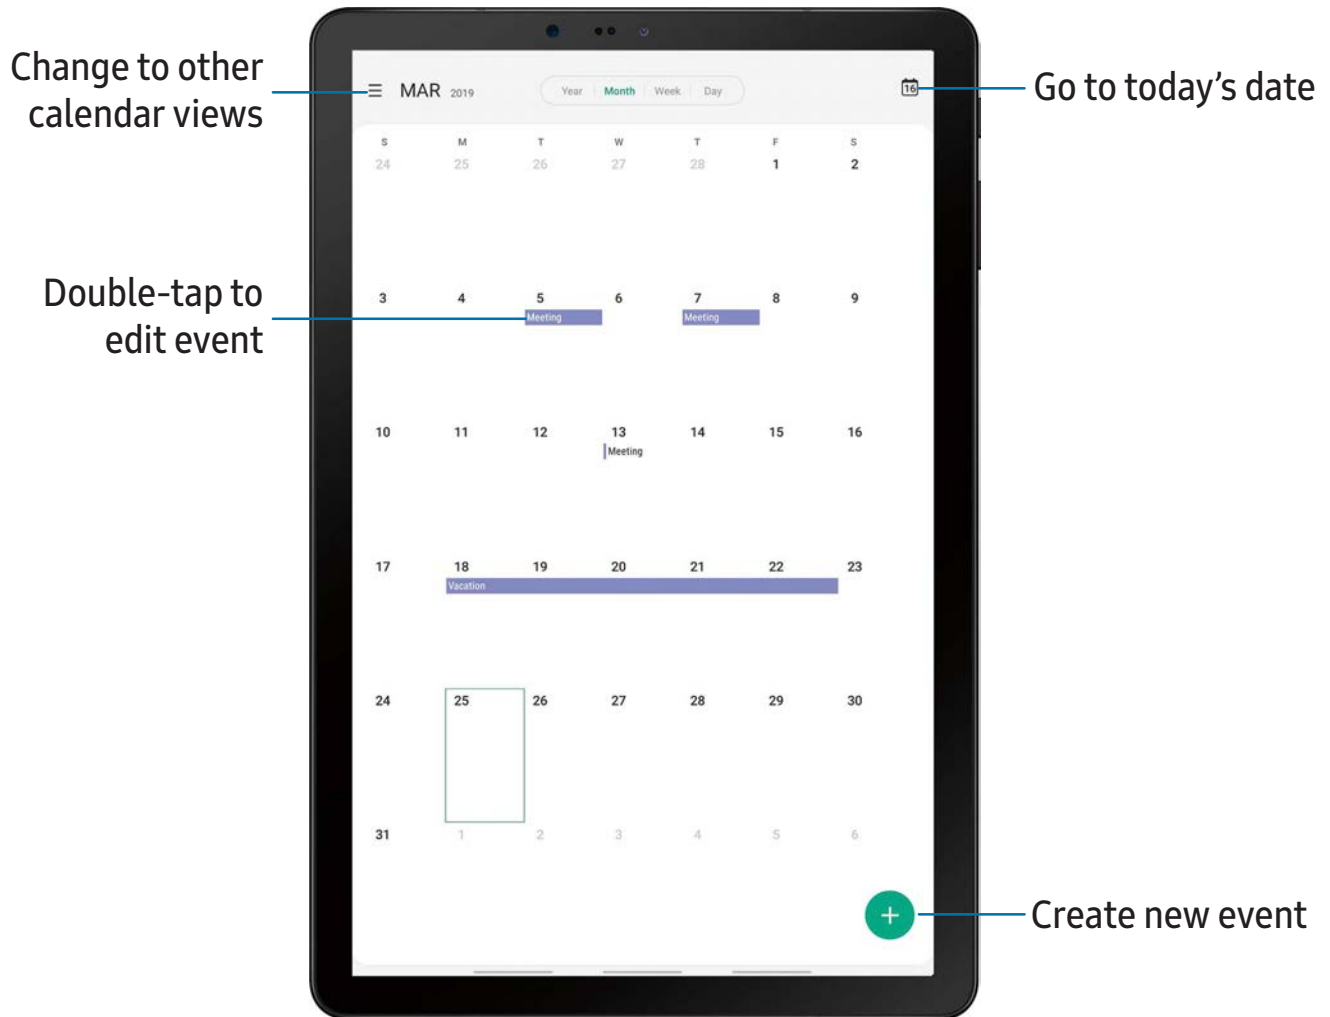 Change to other
calendar views
Go to today's date
Double-tap to
edit event
Create new event
MAR 2019
Year Month Week Day
16
S M T W T F S
24 25 26 27 28 1 2
3 4 5 6 7 8 9
Meeting Meeting
10 11 12 13 14 15 16
Meeting
17 18 19 20 21 22 23
Vacation
24 25 26 27 28 29 30
31 1 2 3 4 5 6